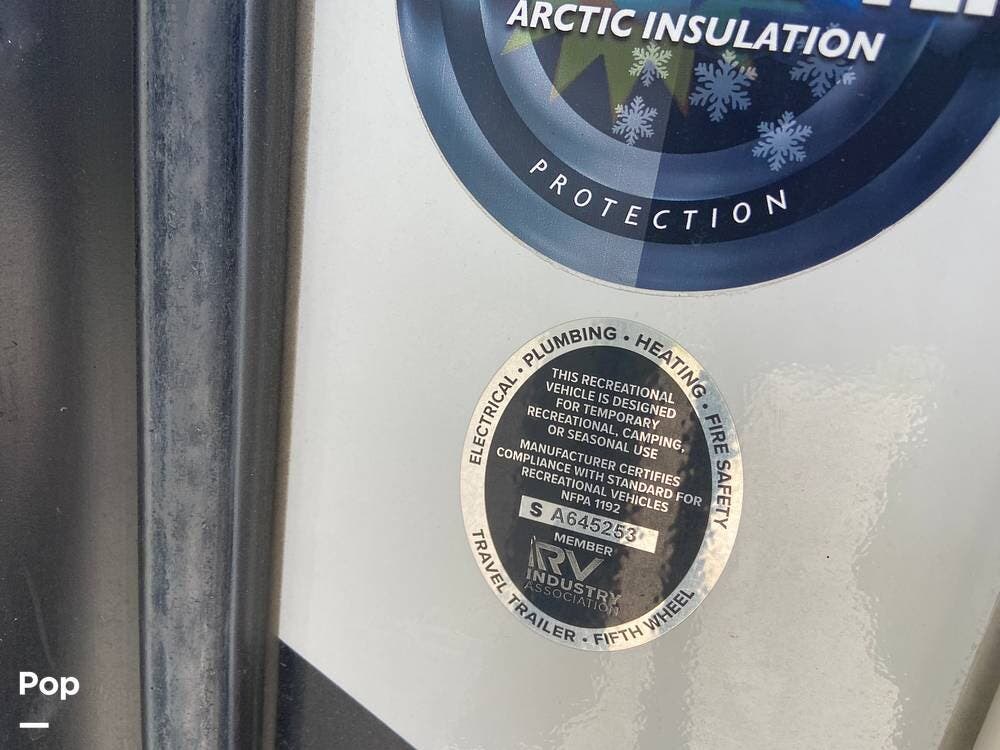 ARCTIC INSULATION
PROTECTION
ELECTRICAL • PLUMBING • HEATING • FIRE SAFETY
THIS RECREATIONAL
VEHICLE IS DESIGNED
FOR TEMPORARY
RECREATIONAL, CAMPING,
OR SEASONAL USE
MANUFACTURER CERTIFIES
COMPLIANCE WITH STANDARD FOR
RECREATIONAL VEHICLES
NFPA 1192
S A645253
MEMBER
RV
INDUSTRY
ASSOCIATION
TRAVEL TRAILER • FIFTH WHEEL
Pop